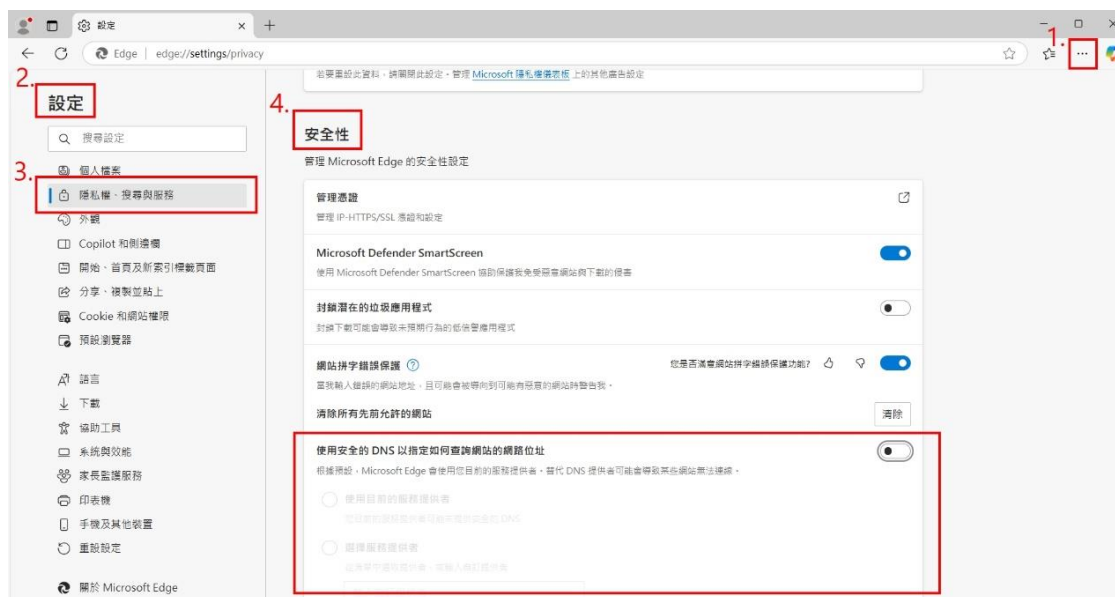 設定
1.
Edge | edge://settings/privacy
2.
設定
搜尋設定
3.
個人檔案
隱私權、搜尋與服務
外觀
Copilot 和側邊欄
開始、首頁及新索引標籤頁面
分享、複製並貼上
Cookie 和網站權限
預設瀏覽器
語言
下載
協助工具
系統與效能
家長監護服務
印表機
手機及其他裝置
重設設定
關於 Microsoft Edge
若要重設此資料，請關閉此設定。管理 Microsoft 隱私權儀表板 上的其他廣告設定
4.
安全性
管理 Microsoft Edge 的安全性設定
管理憑證
管理 IP-HTTPS/SSL 憑證和設定
Microsoft Defender SmartScreen
使用 Microsoft Defender SmartScreen 協助保護我免受惡意網站與下載的侵害
封鎖潛在的垃圾應用程式
封鎖下載可能會導致未預期行為的低信譽應用程式
網站拼字錯誤保護
您是否滿意網站拼字錯誤保護功能?
當我輸入錯誤的網站地址，且可能會被導向到可能有惡意的網站時警告我。
清除所有先前允許的網站
清除
使用安全的 DNS 以指定如何查詢網站的網路位址
根據預設，Microsoft Edge 會使用您目前的服務提供者。替代 DNS 提供者可能會導致某些網站無法連線。
使用目前的服務提供者
選擇服務提供者